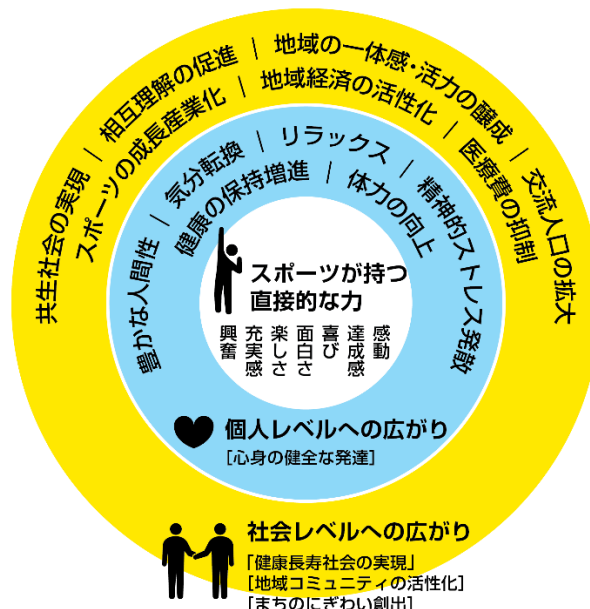 共生社会の実現｜相互理解の促進｜地域の一体感・活力の醸成｜交流人口の拡大
スポーツの成長産業化｜地域経済の活性化｜医療費の抑制
豊かな人間性｜気分転換｜リラックス｜精神的ストレス発散
健康の保持増進｜体力の向上
スポーツが持つ
直接的な力
感動
達成感
喜び
面白さ
楽しさ
充実感
興奮
個人レベルへの広がり
［心身の健全な発達］
社会レベルへの広がり
「健康長寿社会の実現」
［地域コミュニティの活性化］
［まちのにぎわい創出］